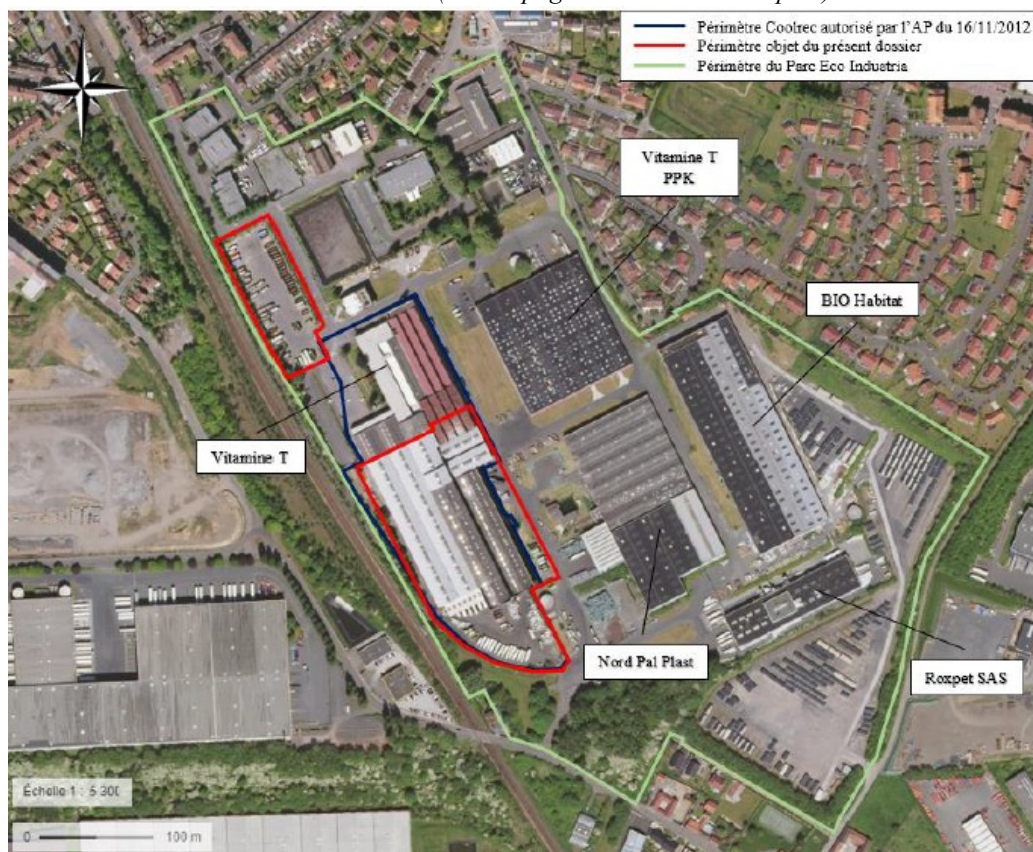 Périmètre Coolrec autorisé par l'AP du 16/11/2012
Périmètre objet du présent dossier
Périmètre du Parc Eco Industria
Vitamine T
PPK
BIO Habitat
Vitamine T
Nord Pal Plast
Roxpet SAS
Échelle 1 : 5 300
0 100 m